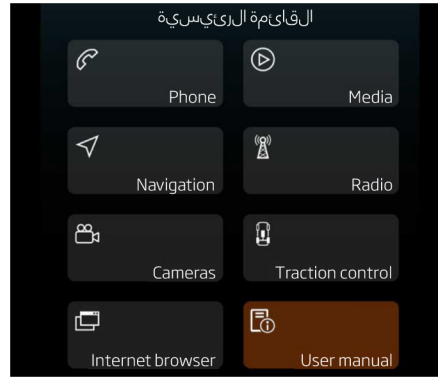 القائمة الرئيسية
Phone
Media
Navigation
Radio
Cameras
Traction control
Internet browser
User manual